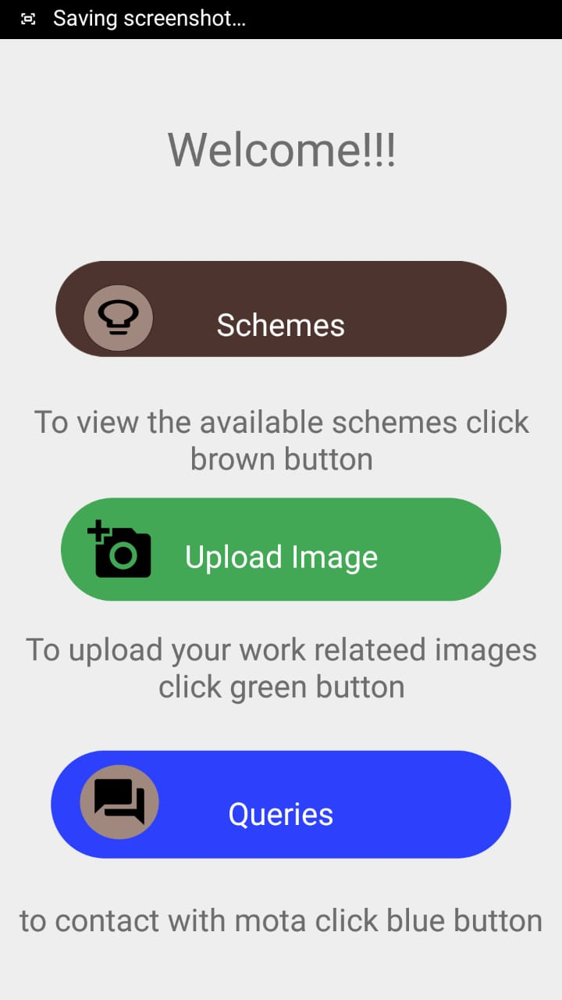 Saving screenshot...
Welcome!!!
Schemes
To view the available schemes click
brown button
Upload Image
To upload your work relateed images
click green button
Queries
to contact with mota click blue button